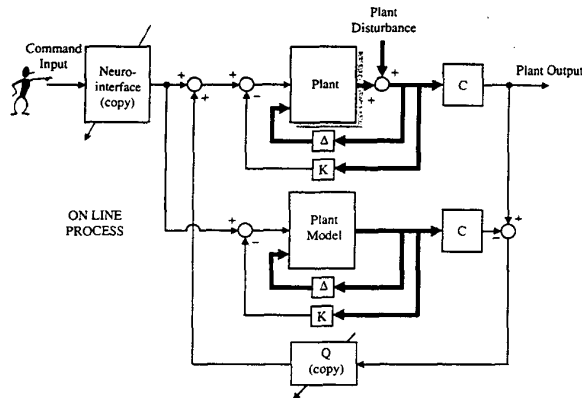 Plant
Disturbance
Command
Input
Neuro-
interface
(copy)
+
+
+
−
Plant
+
+
C
Plant Output
Δ
K
ON LINE
PROCESS
+
−
Plant
Model
C
+
−
Δ
K
Q
(copy)